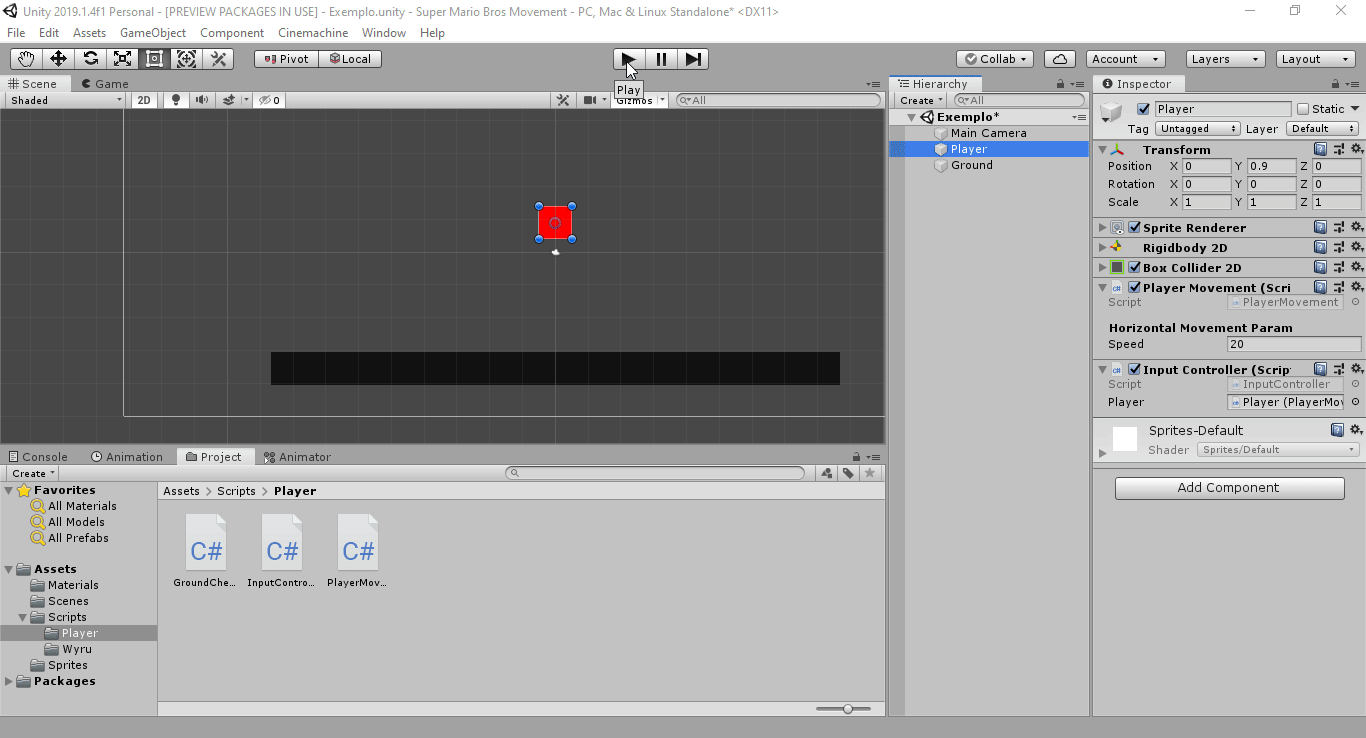 Unity 2019.1.4f1 Personal - [PREVIEW PACKAGES IN USE] - Exemplo.unity - Super Mario Bros Movement - PC, Mac & Linux Standalone* <DX11>
File Edit Assets GameObject Component Cinemachine Window Help
Pivot Local Collab Account Layers Layout
Scene Game
Shaded 2D 0 Gizmos All
Play
Hierarchy
Create All
Exemplo*
Main Camera
Player
Ground
Inspector
Player Static
Tag Untagged Layer Default
Transform
Position X 0 Y 0.9 Z 0
Rotation X 0 Y 0 Z 0
Scale X 1 Y 1 Z 1
Sprite Renderer
Rigidbody 2D
Box Collider 2D
C# Player Movement (Scri
Script PlayerMovement
Horizontal Movement Param
Speed 20
C# Input Controller (Scrip
Script InputController
Player Player (PlayerMov
Sprites-Default
Shader Sprites/Default
Add Component
Console Animation Project Animator
Create
Favorites
All Materials
All Models
All Prefabs
Assets
Materials
Scenes
Scripts
Player
Wyru
Sprites
Packages
Assets > Scripts > Player
C# C# C#
GroundChe... InputContro... PlayerMov...